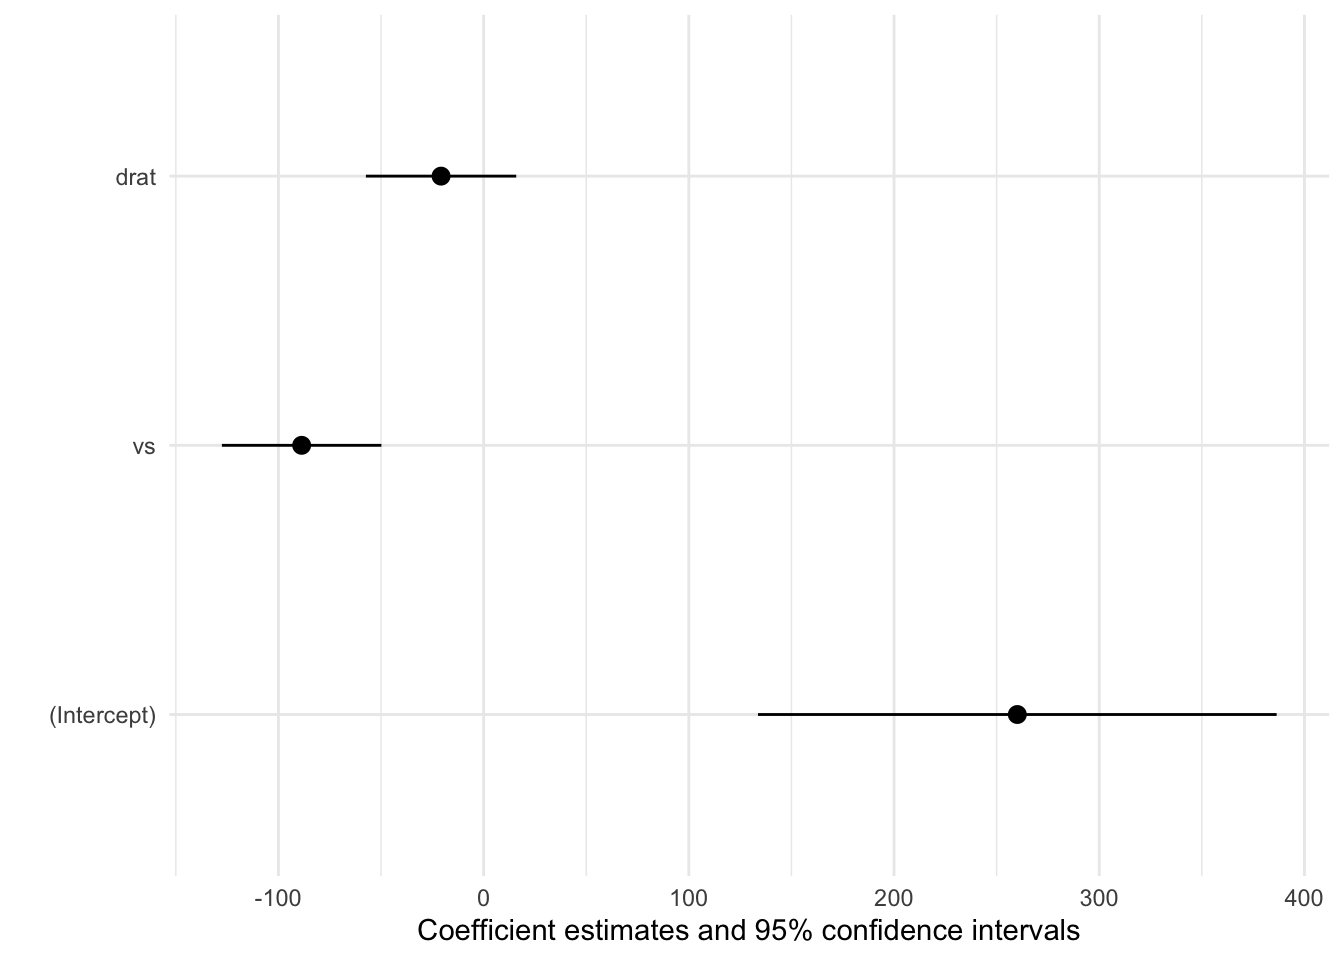 drat
vs
(Intercept)
-100 0 100 200 300 400
Coefficient estimates and 95% confidence intervals